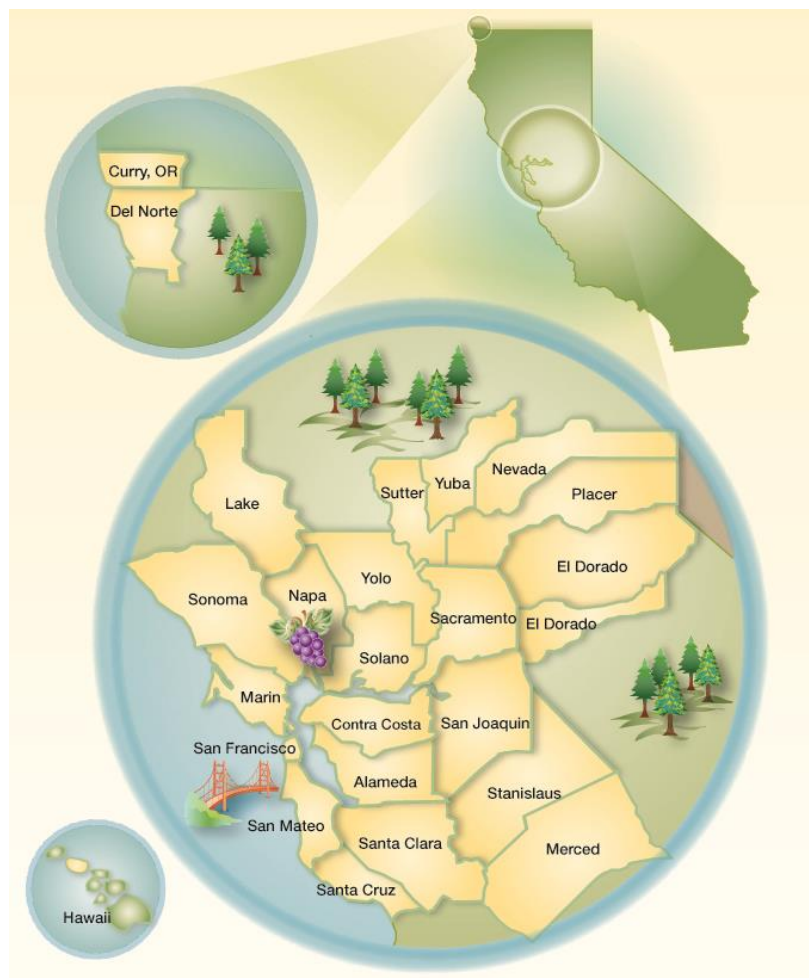 Curry, OR
Del Norte
Lake
Sutter
Yuba
Nevada
Placer
El Dorado
Sonoma
Napa
Yolo
Sacramento
El Dorado
Solano
Marin
Contra Costa
San Joaquin
San Francisco
Alameda
Stanislaus
San Mateo
Santa Clara
Merced
Santa Cruz
Hawaii